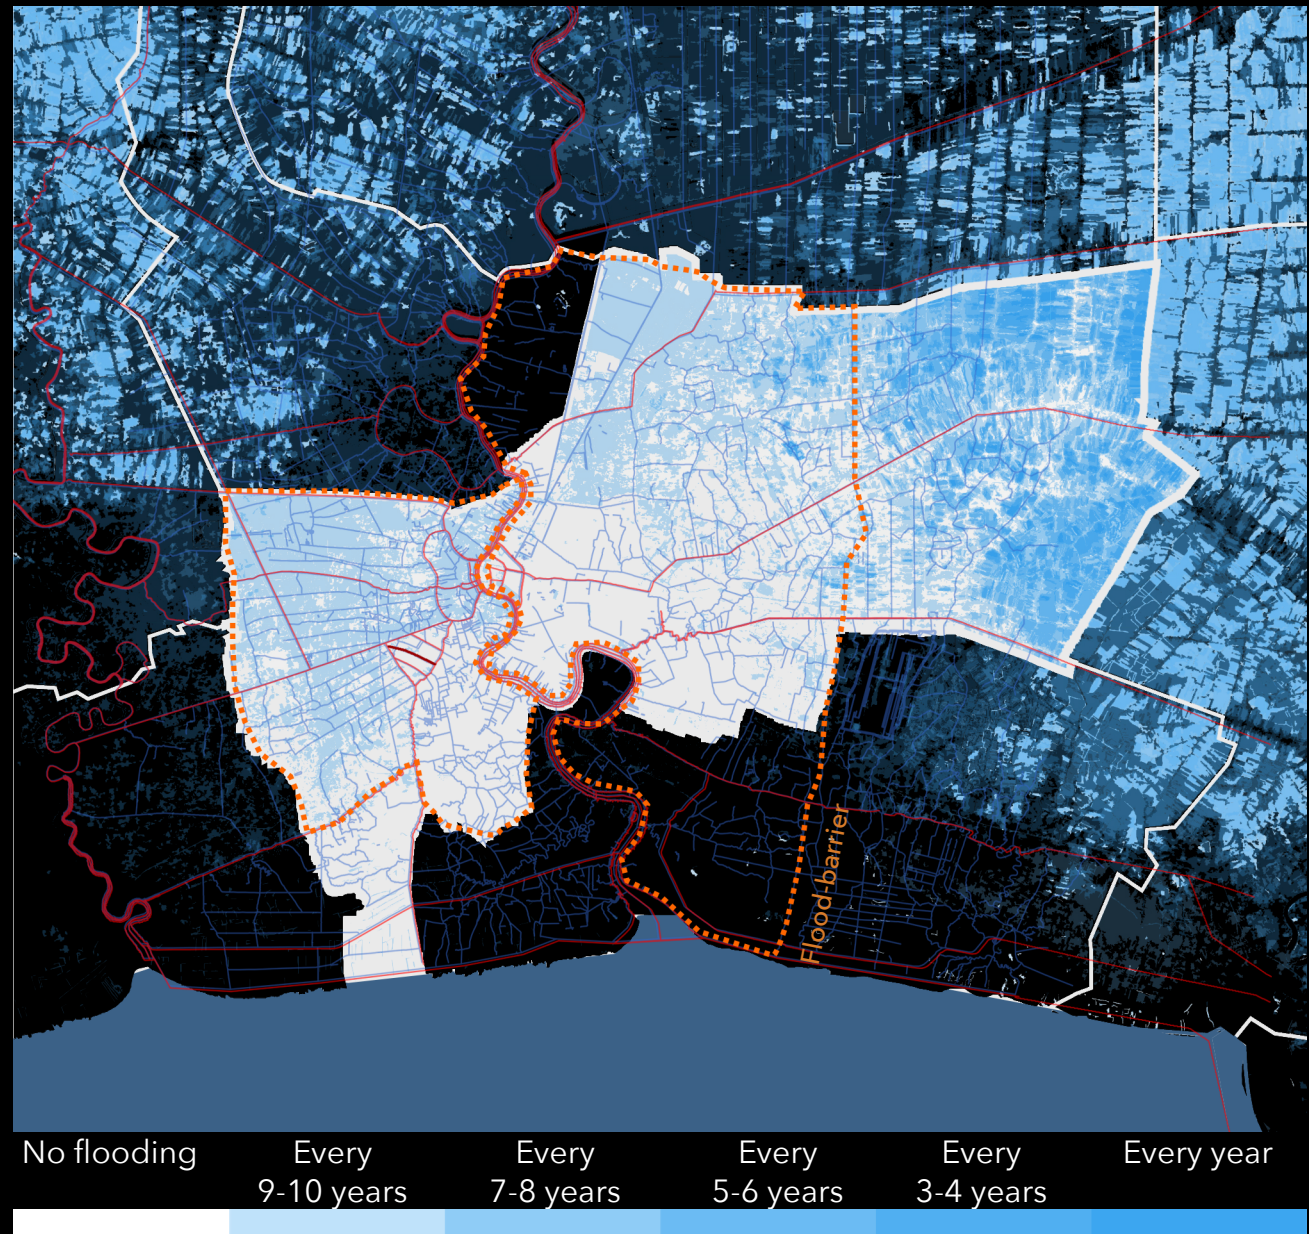 Flood-barrier
No flooding
Every
9-10 years
Every
7-8 years
Every
5-6 years
Every
3-4 years
Every year